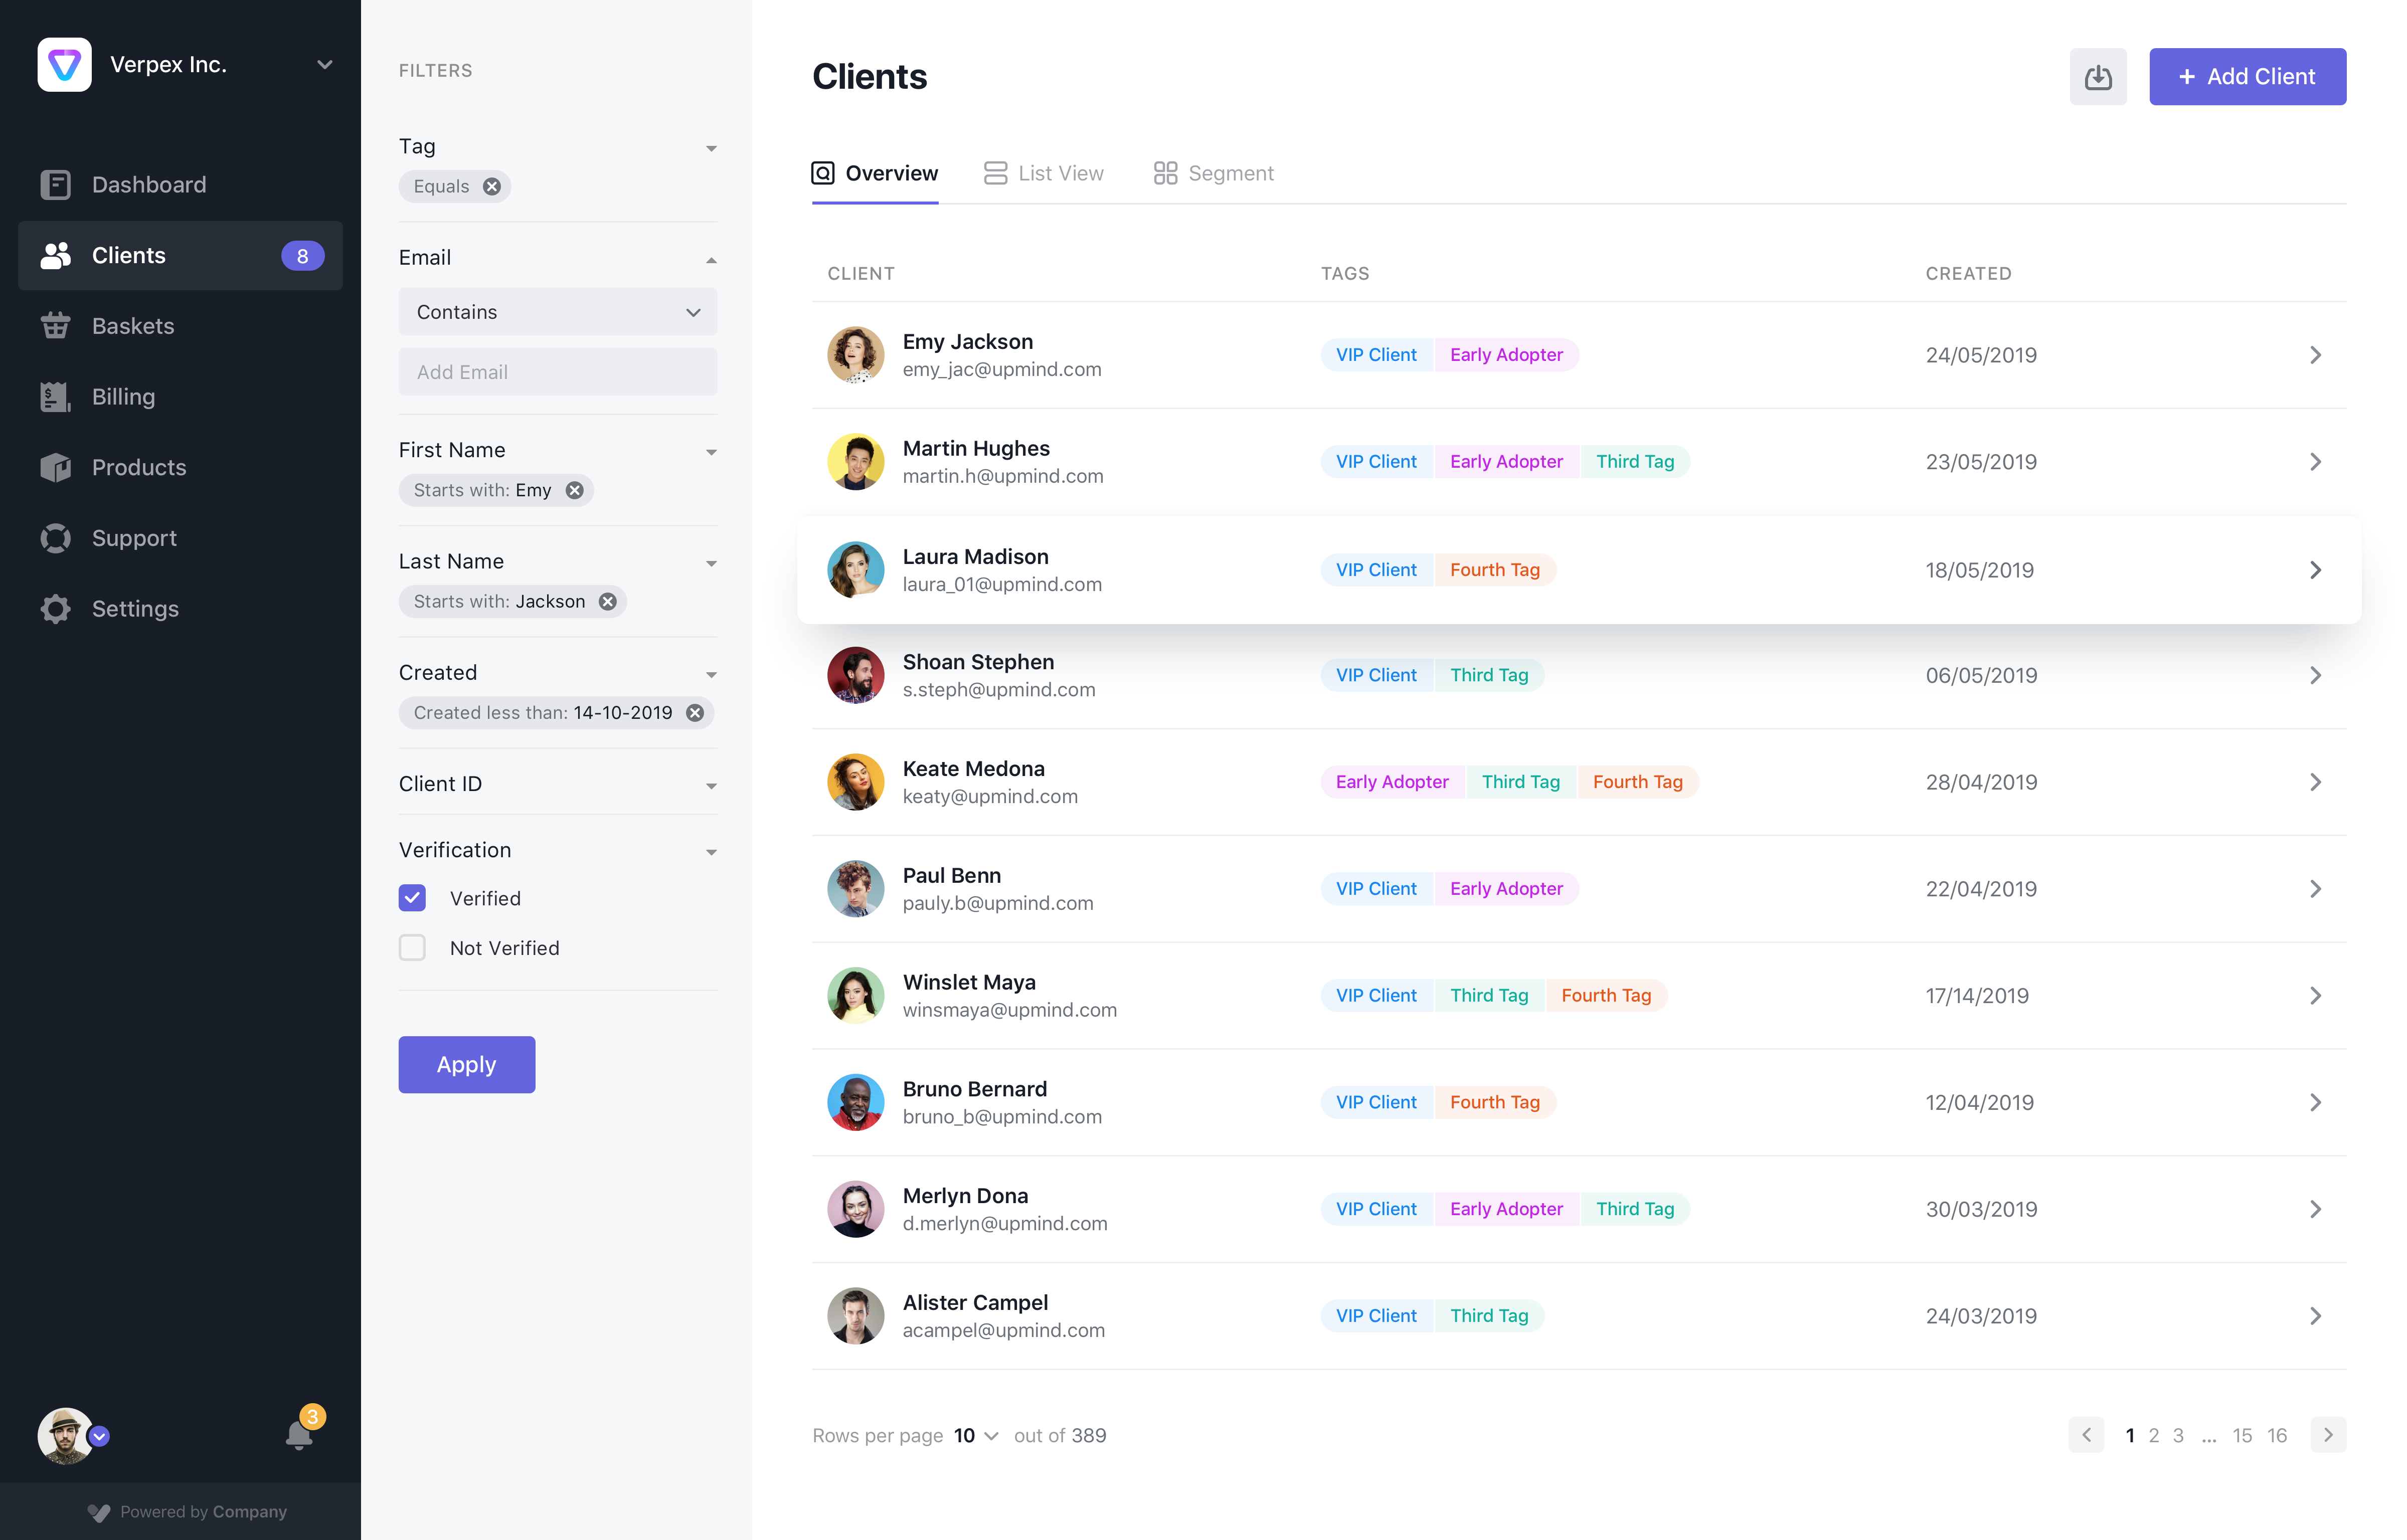 Verpex Inc.
Dashboard
Clients 8
Baskets
Billing
Products
Support
Settings
3
Powered by Company
FILTERS
Tag
Equals
Email
Contains
Add Email
First Name
Starts with: Emy
Last Name
Starts with: Jackson
Created
Created less than: 14-10-2019
Client ID
Verification
Verified
Not Verified
Apply
Clients
+ Add Client
Overview List View Segment
CLIENT TAGS CREATED
Emy Jackson
emy_jac@upmind.com
VIP Client Early Adopter 24/05/2019
Martin Hughes
martin.h@upmind.com
VIP Client Early Adopter Third Tag 23/05/2019
Laura Madison
laura_01@upmind.com
VIP Client Fourth Tag 18/05/2019
Shoan Stephen
s.steph@upmind.com
VIP Client Third Tag 06/05/2019
Keate Medona
keaty@upmind.com
Early Adopter Third Tag Fourth Tag 28/04/2019
Paul Benn
pauly.b@upmind.com
VIP Client Early Adopter 22/04/2019
Winslet Maya
winsmaya@upmind.com
VIP Client Third Tag Fourth Tag 17/14/2019
Bruno Bernard
bruno_b@upmind.com
VIP Client Fourth Tag 12/04/2019
Merlyn Dona
d.merlyn@upmind.com
VIP Client Early Adopter Third Tag 30/03/2019
Alister Campel
acampel@upmind.com
VIP Client Third Tag 24/03/2019
Rows per page 10 out of 389
1 2 3 ... 15 16